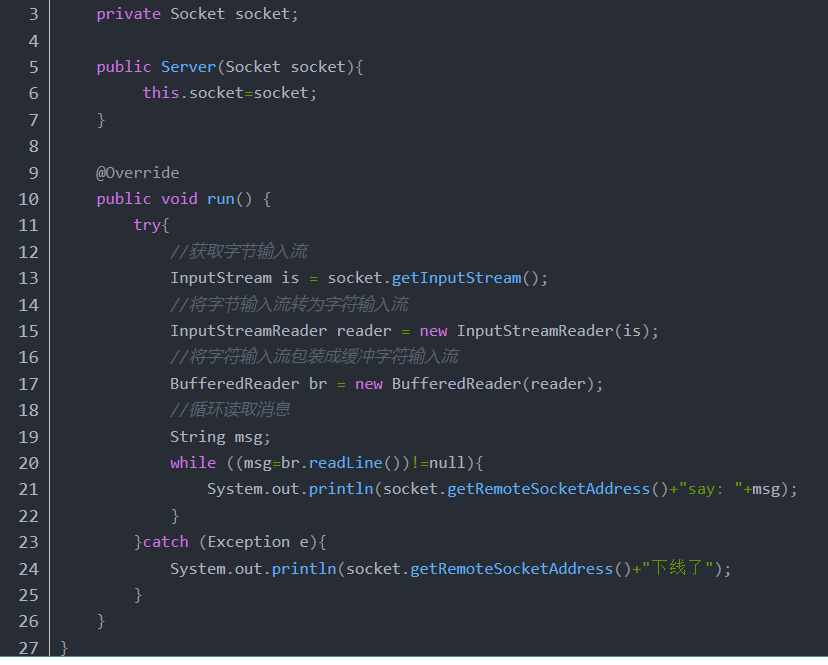 3 private Socket socket;
4
5 public Server(Socket socket){
6 this.socket=socket;
7 }
8
9 @Override
10 public void run() {
11 try{
12 //获取字节输入流
13 InputStream is = socket.getInputStream();
14 //将字节输入流转为字符输入流
15 InputStreamReader reader = new InputStreamReader(is);
16 //将字符输入流包装成缓冲字符输入流
17 BufferedReader br = new BufferedReader(reader);
18 //循环读取消息
19 String msg;
20 while ((msg=br.readLine())!=null){
21 System.out.println(socket.getRemoteSocketAddress()+"say: "+msg);
22 }
23 }catch (Exception e){
24 System.out.println(socket.getRemoteSocketAddress()+"下线了");
25 }
26 }
27 }